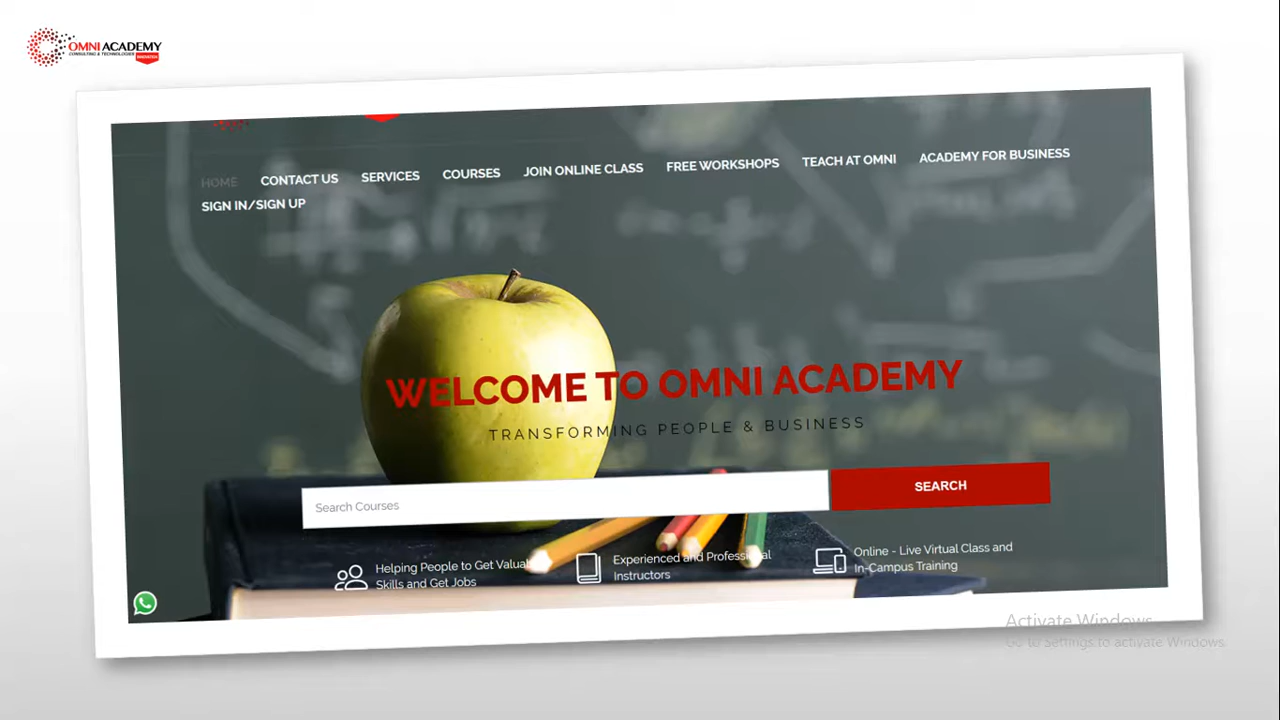 OMNI ACADEMY
CONSULTING & TECHNOLOGIES
HOME CONTACT US SERVICES COURSES JOIN ONLINE CLASS FREE WORKSHOPS TEACH AT OMNI ACADEMY FOR BUSINESS
SIGN IN/SIGN UP
WELCOME TO OMNI ACADEMY
TRANSFORMING PEOPLE & BUSINESS
Search Courses SEARCH
Helping People to Get Valuab
Skills and Get Jobs
Experienced and Professional
Instructors
Online - Live Virtual Class and
In-Campus Training
Activate Windows
Go to Settings to activate Windows.